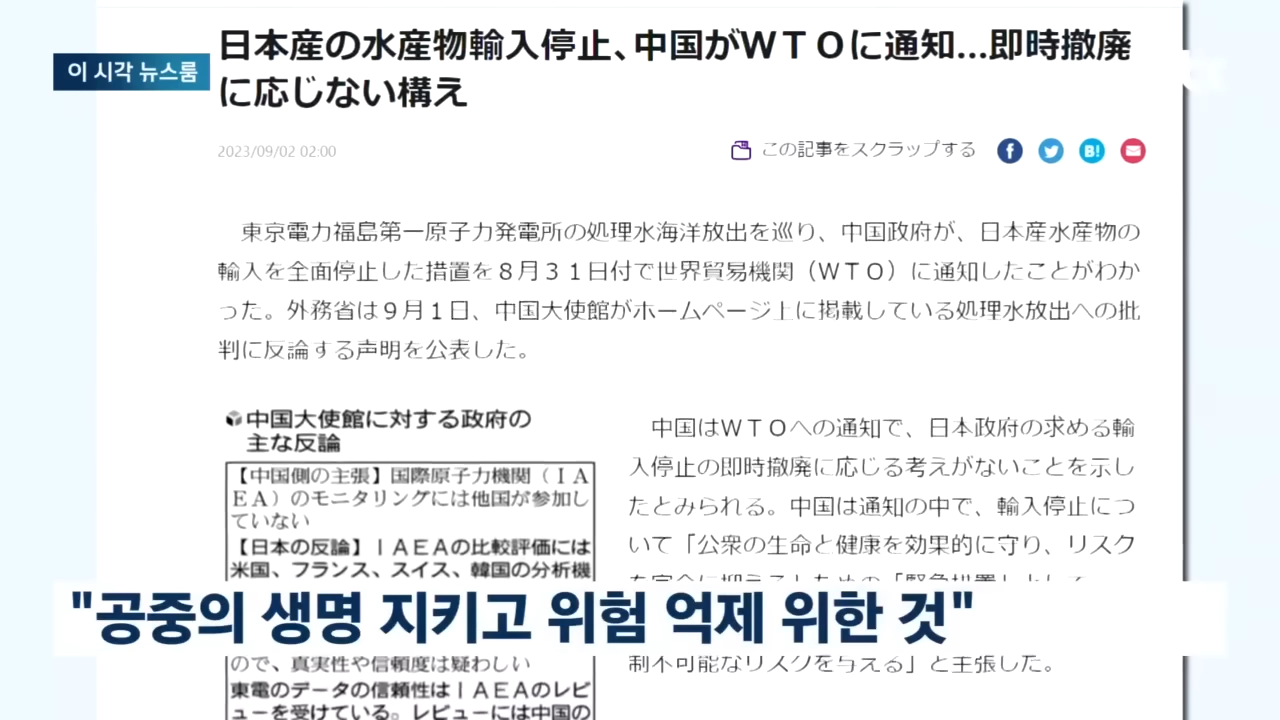 日本産の水産物輸入停止、中国がＷＴＯに通知…即時撤廃
に応じない構え
이 시각 뉴스룸
2023/09/02 02:00
この記事をスクラップする
B!
東京電力福島第一原子力発電所の処理水海洋放出を巡り、中国政府が、日本産水産物の
輸入を全面停止した措置を８月３１日付で世界貿易機関（ＷＴＯ）に通知したことがわか
った。外務省は９月１日、中国大使館がホームページ上に掲載している処理水放出への批
判に反論する声明を公表した。
中国大使館に対する政府の
主な反論
【中国側の主張】国際原子力機関（ＩＡ
ＥＡ）のモニタリングには他国が参加し
ていない
【日本の反論】ＩＡＥＡの比較評価には
米国、フランス、スイス、韓国の分析機
ので、真実性や信頼度は疑わしい
東電のデータの信頼性はＩＡＥＡのレビ
ューを受けている。レビューには中国の
中国はＷＴＯへの通知で、日本政府の求める輸
入停止の即時撤廃に応じる考えがないことを示し
たとみられる。中国は通知の中で、輸入停止につ
いて「公衆の生命と健康を効果的に守り、リスク
制不可能なリスクを与える」と主張した。
"공중의 생명 지키고 위험 억제 위한 것"